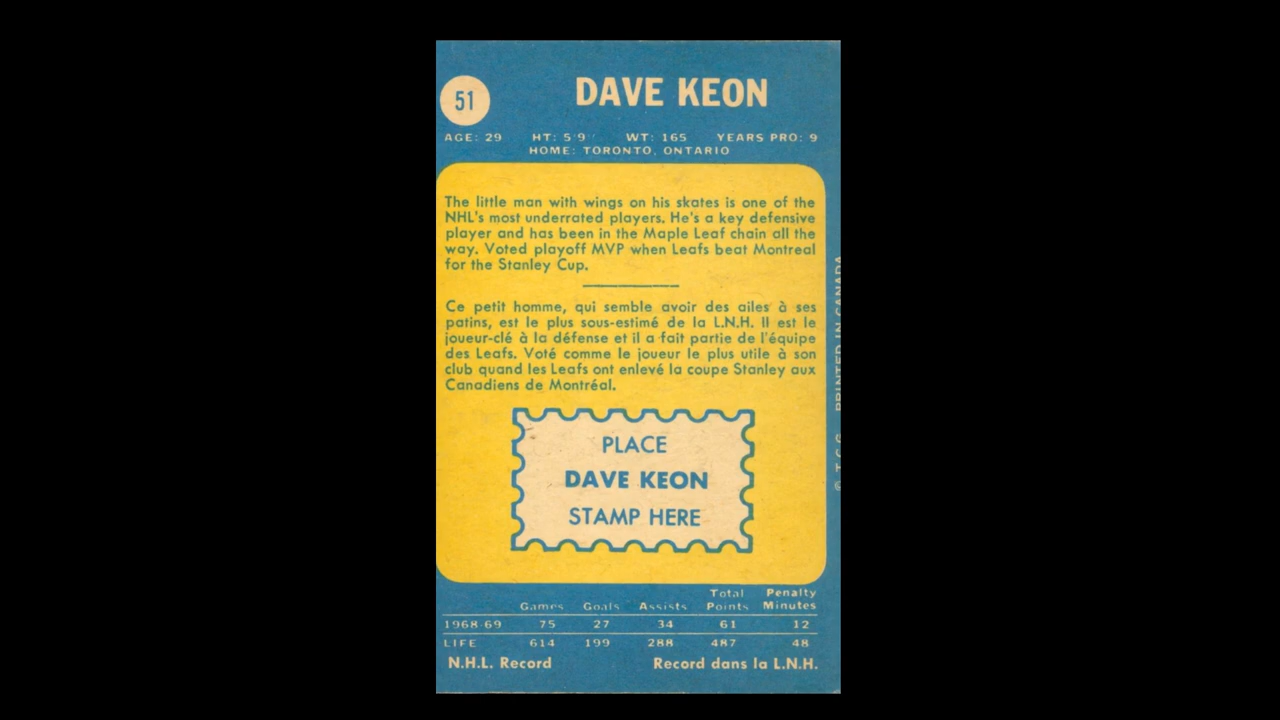 51
DAVE KEON
AGE: 29 HT: 5'9" WT: 165 YEARS PRO: 9
HOME: TORONTO, ONTARIO
The little man with wings on his skates is one of the
NHL's most underrated players. He's a key defensive
player and has been in the Maple Leaf chain all the
way. Voted playoff MVP when Leafs beat Montreal
for the Stanley Cup.
Ce petit homme, qui semble avoir des ailes à ses
patins, est le plus sous-estimé de la L.N.H. Il est le
joueur-clé à la défense et il a fait partie de l'équipe
des Leafs. Voté comme le joueur le plus utile à son
club quand les Leafs ont enlevé la coupe Stanley aux
Canadiens de Montréal.
PLACE
DAVE KEON
STAMP HERE
Total Penalty
Games Goals Assists Points Minutes
1968-69 75 27 34 61 12
LIFE 614 199 288 487 48
N.H.L. Record Record dans la L.N.H.
© T.C.G. PRINTED IN CANADA